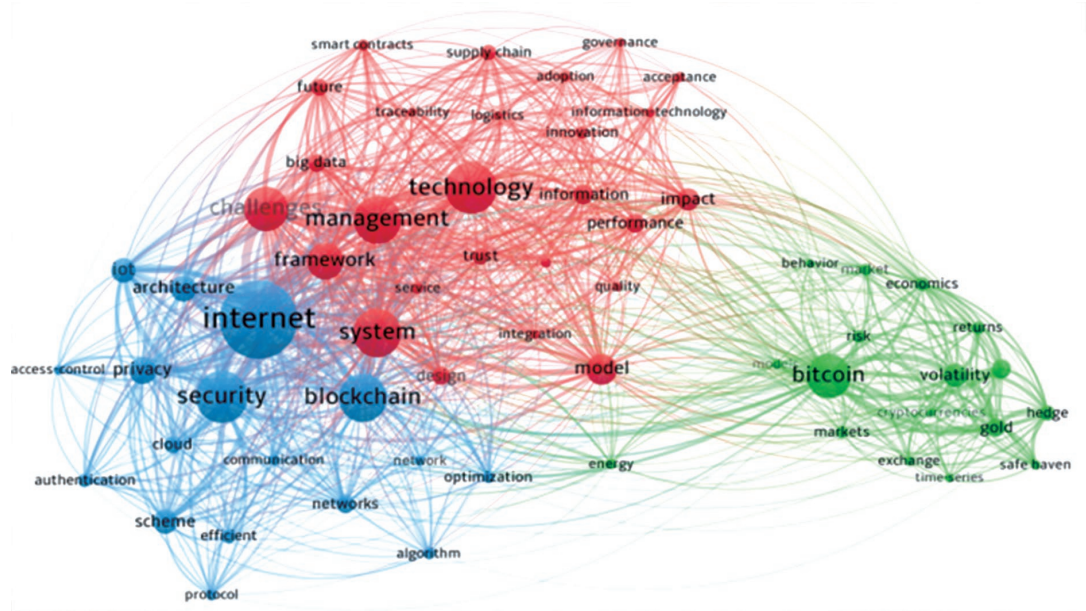 smart contracts
supply chain
governance
future
adoption
acceptance
traceability
logistics
information technology
innovation
big data
technology
information
impact
challenges
management
performance
framework
trust
iot
architecture
service
quality
behavior
market
economics
internet
system
integration
risk
returns
access control
privacy
design
model
bitcoin
volatility
security
blockchain
cryptocurrencies
hedge
gold
markets
cloud
communication
network
optimization
energy
exchange
safe haven
time series
authentication
networks
scheme
efficient
algorithm
protocol